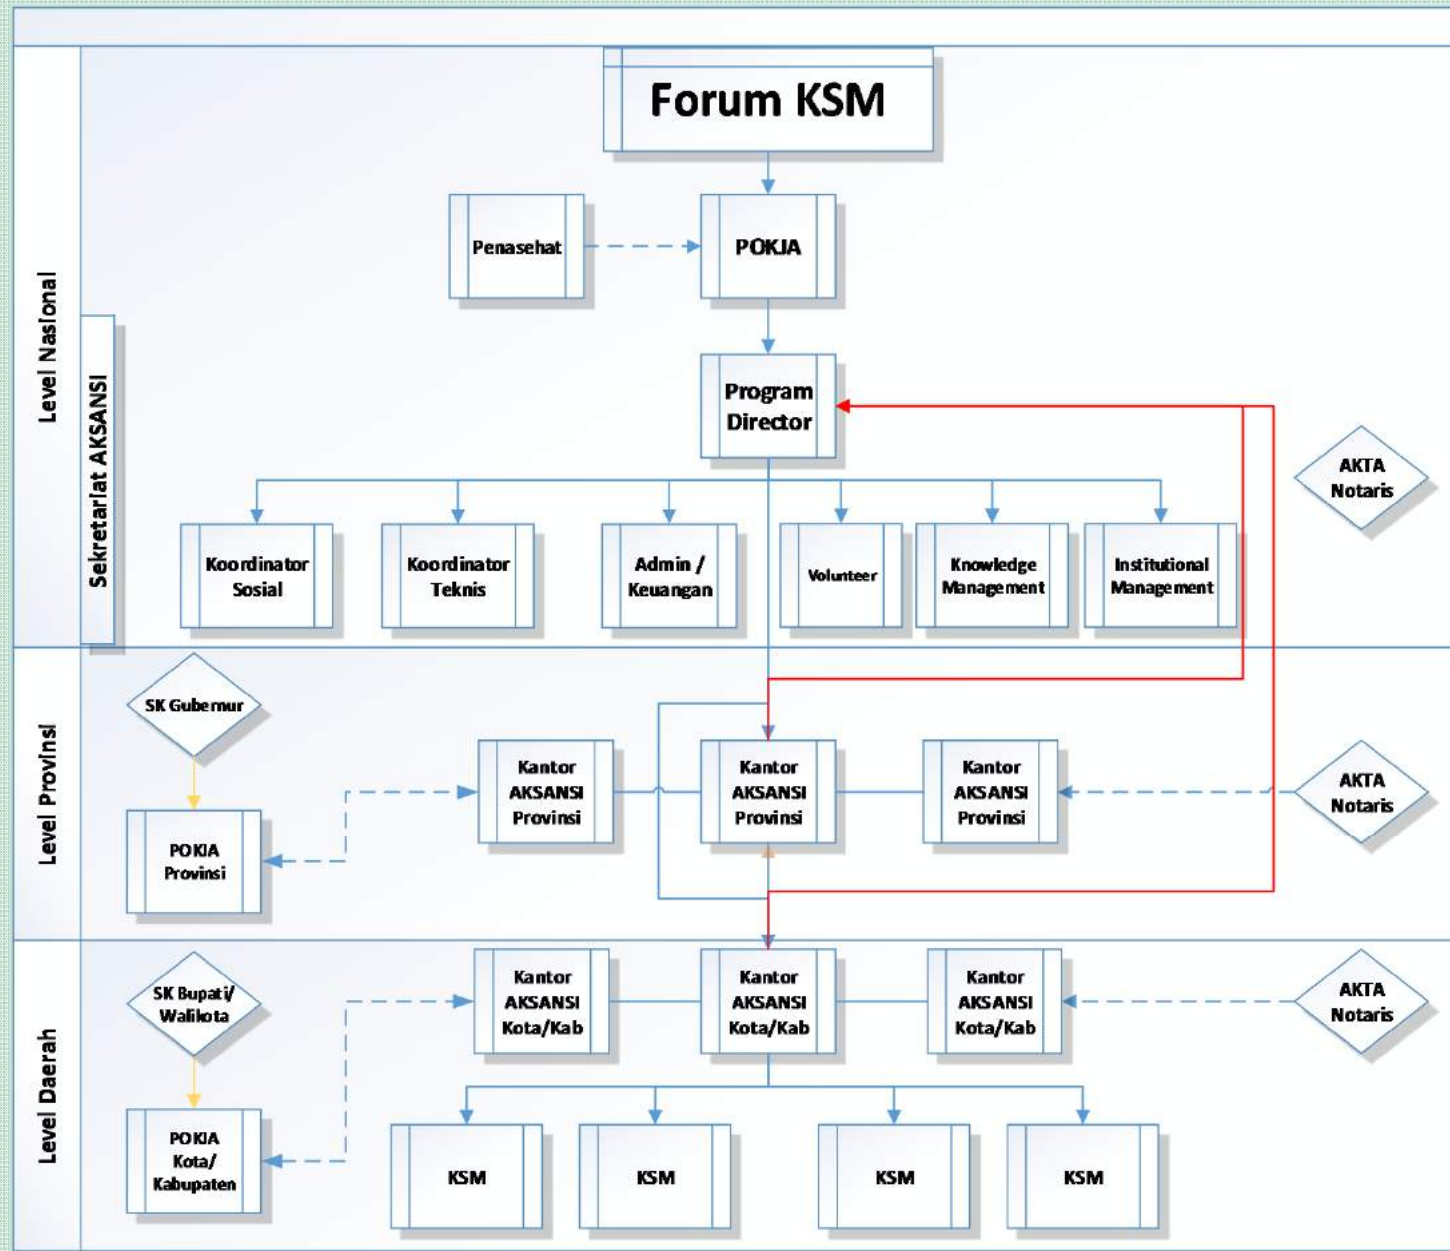 Forum KSM
Level Nasional
Sekretariat AKSANSI
Penasehat
POKJA
Program
Director
AKTA
Notaris
Koordinator
Sosial
Koordinator
Teknis
Admin /
Keuangan
Volunteer
Knowledge
Management
Institutional
Management
Level Provinsi
SK Gubernur
POKJA
Provinsi
Kantor
AKSANSI
Provinsi
Kantor
AKSANSI
Provinsi
Kantor
AKSANSI
Provinsi
AKTA
Notaris
Level Daerah
SK Bupati/
Walikota
POKJA
Kota/
Kabupaten
Kantor
AKSANSI
Kota/Kab
Kantor
AKSANSI
Kota/Kab
Kantor
AKSANSI
Kota/Kab
AKTA
Notaris
KSM
KSM
KSM
KSM